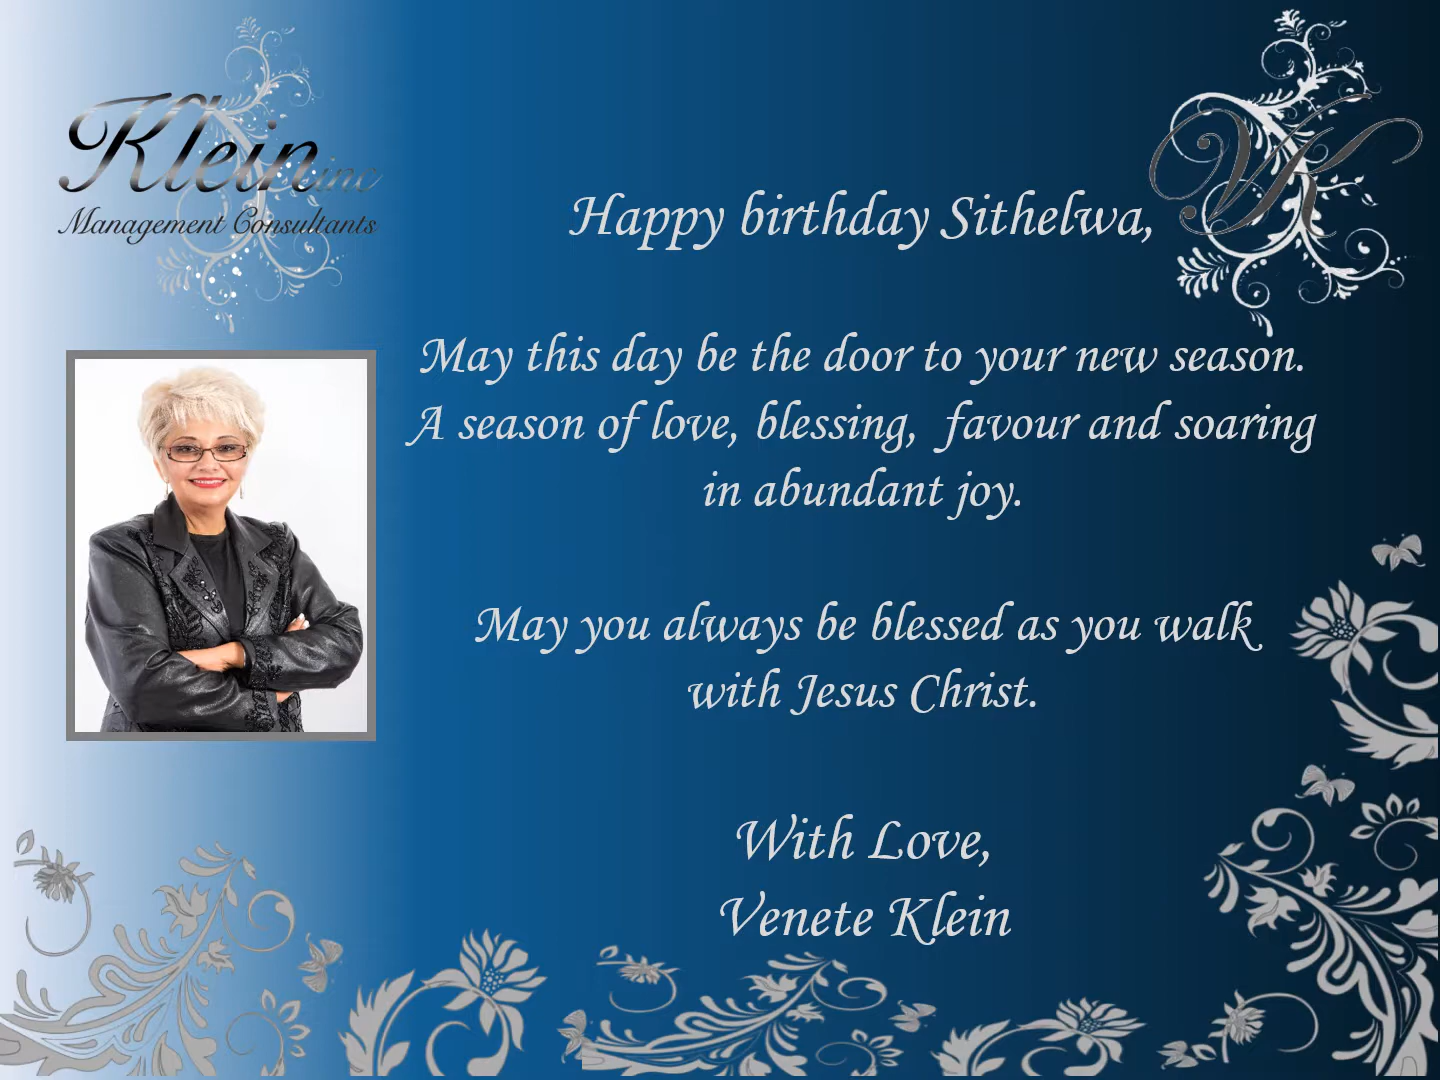 Klein inc
Management Consultants
VK
Happy birthday Sithelwa,
May this day be the door to your new season.
A season of love, blessing, favour and soaring
in abundant joy.
May you always be blessed as you walk
with Jesus Christ.
With Love,
Venete Klein